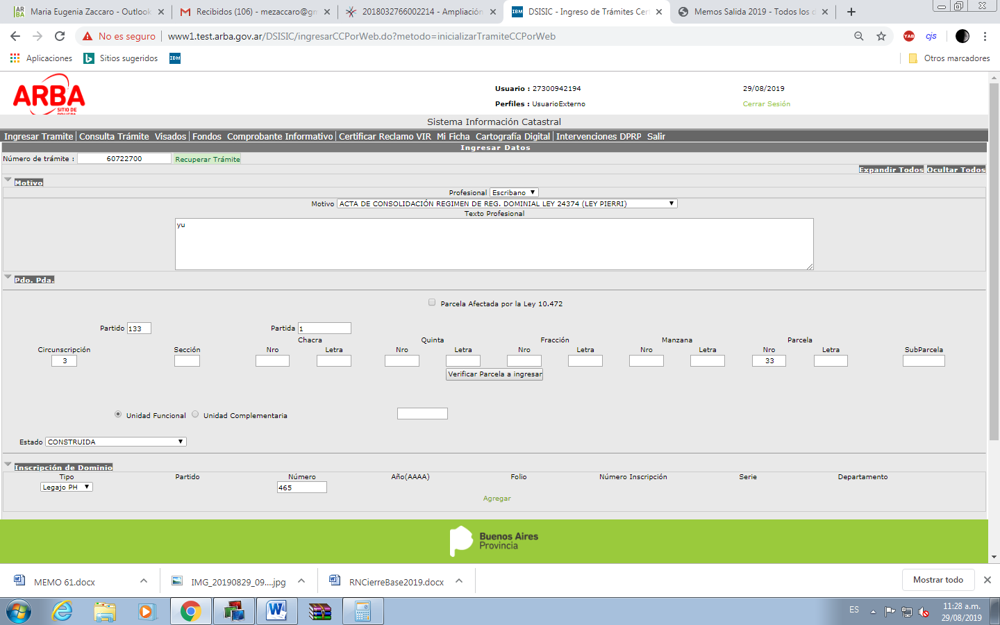 Maria Eugenia Zaccaro - Outlook
Recibidos (106) - mezaccaro@gm
2018032766002214 - Ampliación
DSISIC - Ingreso de Trámites Cer
Memos Salida 2019 - Todos los d
No es seguro
www1.test.arba.gov.ar/DSISIC/ingresarCCPorWeb.do?metodo=inicializarTramiteCCPorWeb
YAB
cjs
Aplicaciones
Sitios sugeridos
IBM
Otros marcadores
ARBA
SITIO DE
PRUEBA
Usuario : 27300942194
29/08/2019
Perfiles : UsuarioExterno
Cerrar Sesión
Sistema Información Catastral
Ingresar Tramite Consulta Trámite Visados Fondos Comprobante Informativo Certificar Reclamo VIR Mi Ficha Cartografía Digital Intervenciones DPRP Salir
Ingresar Datos
Número de trámite : 60722700 Recuperar Trámite
Expandir Todos Ocultar Todos
Motivo
Profesional Escribano
Motivo ACTA DE CONSOLIDACIÓN REGIMEN DE REG. DOMINIAL LEY 24374 (LEY PIERRI)
Texto Profesional
yu
Pdo. Pda.
Parcela Afectada por la Ley 10.472
Partido 133 Partida 1
Chacra Quinta Fracción Manzana Parcela
Circunscripción Sección Nro Letra Nro Letra Nro Letra Nro Letra Nro Letra SubParcela
3 33
Verificar Parcela a ingresar
Unidad Funcional Unidad Complementaria
Estado CONSTRUIDA
Inscripción de Dominio
Tipo Partido Número Año(AAAA) Folio Número Inscripción Serie Departamento
Legajo PH 465
Agregar
Buenos Aires
Provincia
MEMO 61.docx
IMG_20190829_09....jpg
RNCierreBase2019.docx
Mostrar todo
ES
11:28 a.m.
29/08/2019